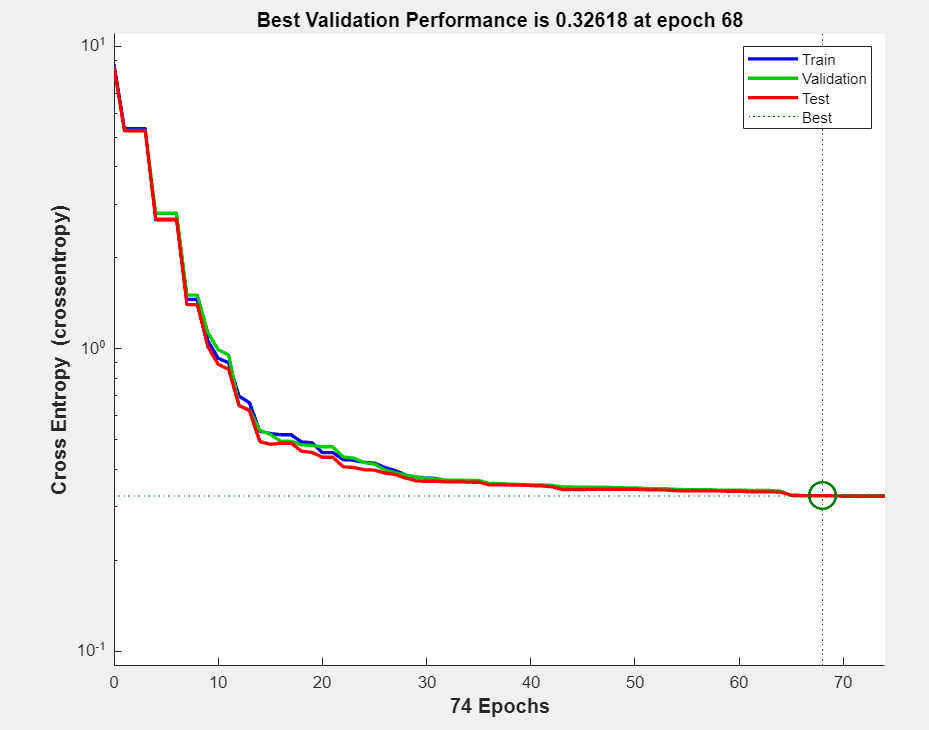 Best Validation Performance is 0.32618 at epoch 68
10¹
10⁰
10⁻¹
Cross Entropy (crossentropy)
Train
Validation
Test
Best
0 10 20 30 40 50 60 70
74 Epochs